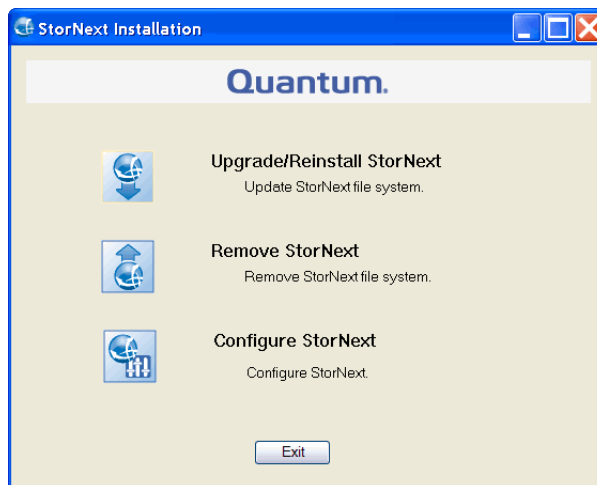 StorNext Installation
Quantum.
Upgrade/Reinstall StorNext
Update StorNext file system.
Remove StorNext
Remove StorNext file system.
Configure StorNext
Configure StorNext.
Exit